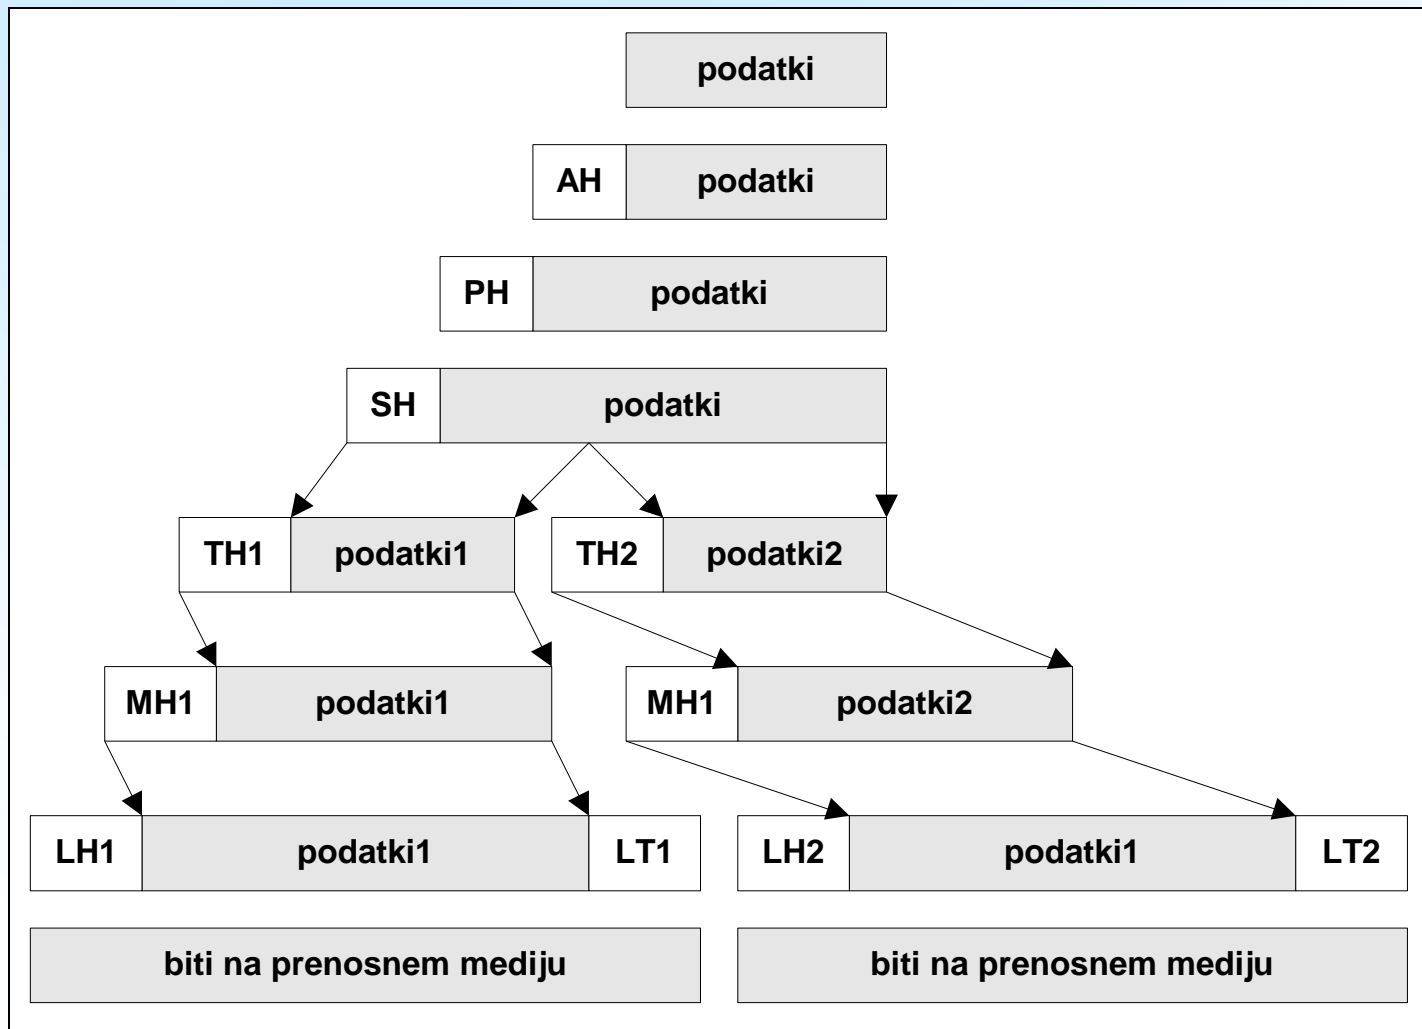 podatki
AH podatki
PH podatki
SH podatki
TH1 podatki1 TH2 podatki2
MH1 podatki1 MH1 podatki2
LH1 podatki1 LT1 LH2 podatki1 LT2
biti na prenosnem mediju biti na prenosnem mediju